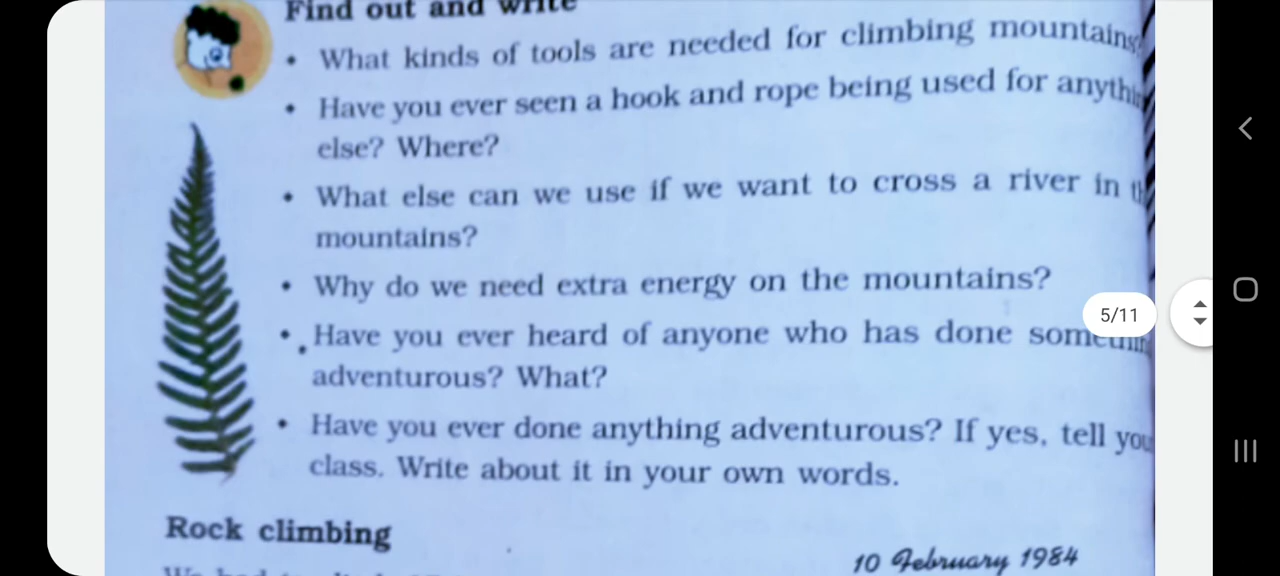 Find out and write
• What kinds of tools are needed for climbing mountains
• Have you ever seen a hook and rope being used for
else? Where?
• What else can we use if we want to cross a river in
mountains?
• Why do we need extra energy on the mountains?
5/11
• Have you ever heard of anyone who has done
adventurous? What?
• Have you ever done anything adventurous? If yes, tell
class. Write about it in your own words.
Rock climbing
10 February 1984